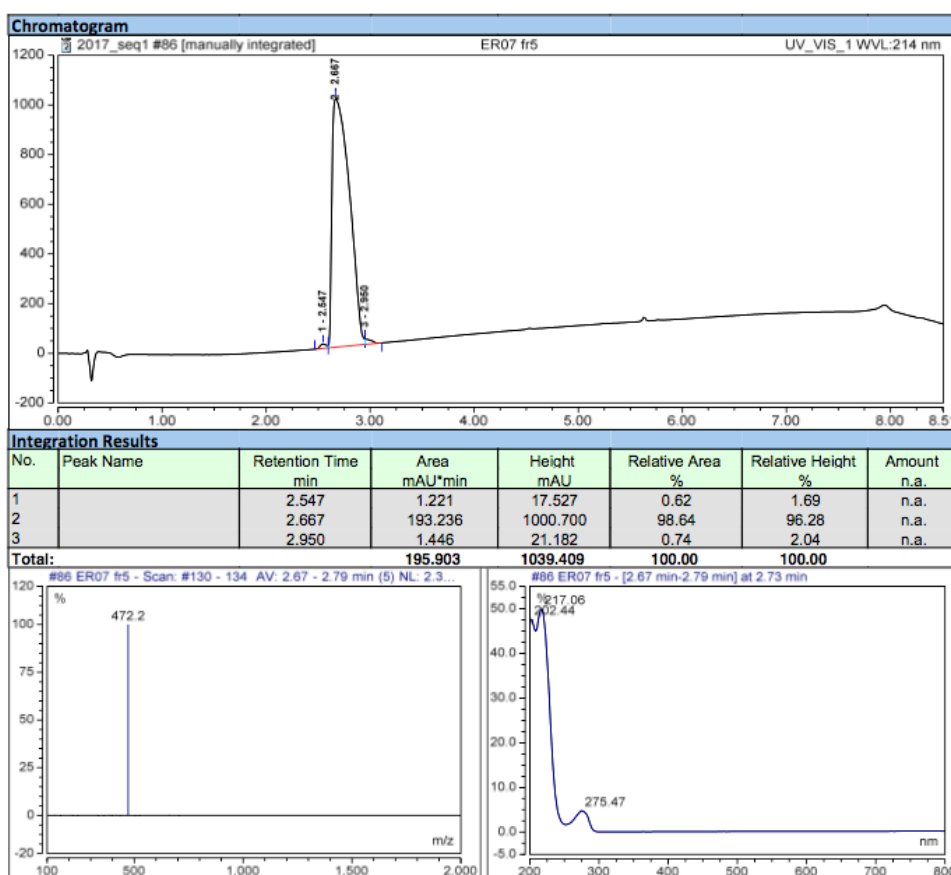 Chromatogram
2017_seq1 #86 [manually integrated] ER07 fr5 UV_VIS_1 WVL:214 nm
1200
1000
800
600
400
200
0
-200
2 - 2.667
1 - 2.547
3 - 2.950
0.00 1.00 2.00 3.00 4.00 5.00 6.00 7.00 8.00 8.5
Integration Results
No. Peak Name Retention Time Area Height Relative Area Relative Height Amount
min mAU*min mAU % % n.a.
1 2.547 1.221 17.527 0.62 1.69 n.a.
2 2.667 193.236 1000.700 98.64 96.28 n.a.
3 2.950 1.446 21.182 0.74 2.04 n.a.
Total: 195.903 1039.409 100.00 100.00
#86 ER07 fr5 - Scan: #130 - 134 AV: 2.67 - 2.79 min (5) NL: 2.3...
120
100
75
50
25
0
-20
%
472.2
m/z
100 500 1.000 1.500 2.000
#86 ER07 fr5 - [2.67 min-2.79 min] at 2.73 min
55.0
50.0
40.0
30.0
20.0
10.0
0.0
-5.0
%
217.06
202.44
275.47
nm
200 300 400 500 600 700 800